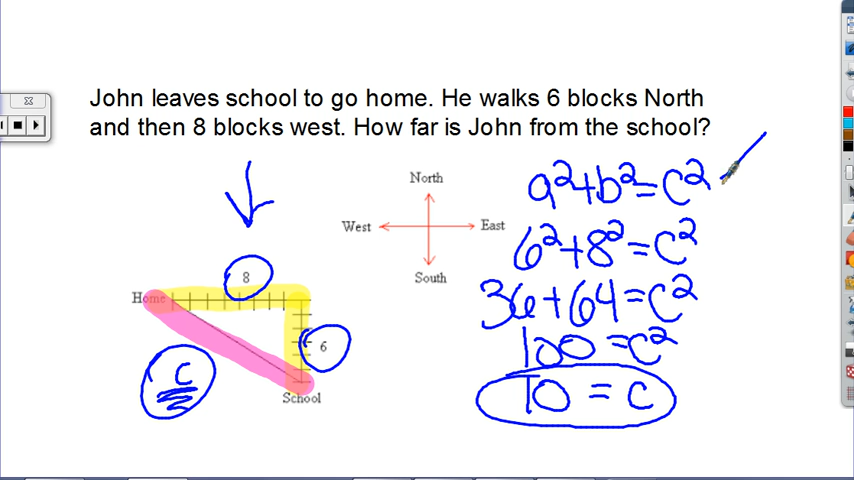 John leaves school to go home. He walks 6 blocks North
and then 8 blocks west. How far is John from the school?
North
West
East
South
a²+b²=c²
6²+8²=c²
36+64=c²
100=c²
10=c
8
Home
6
C
School